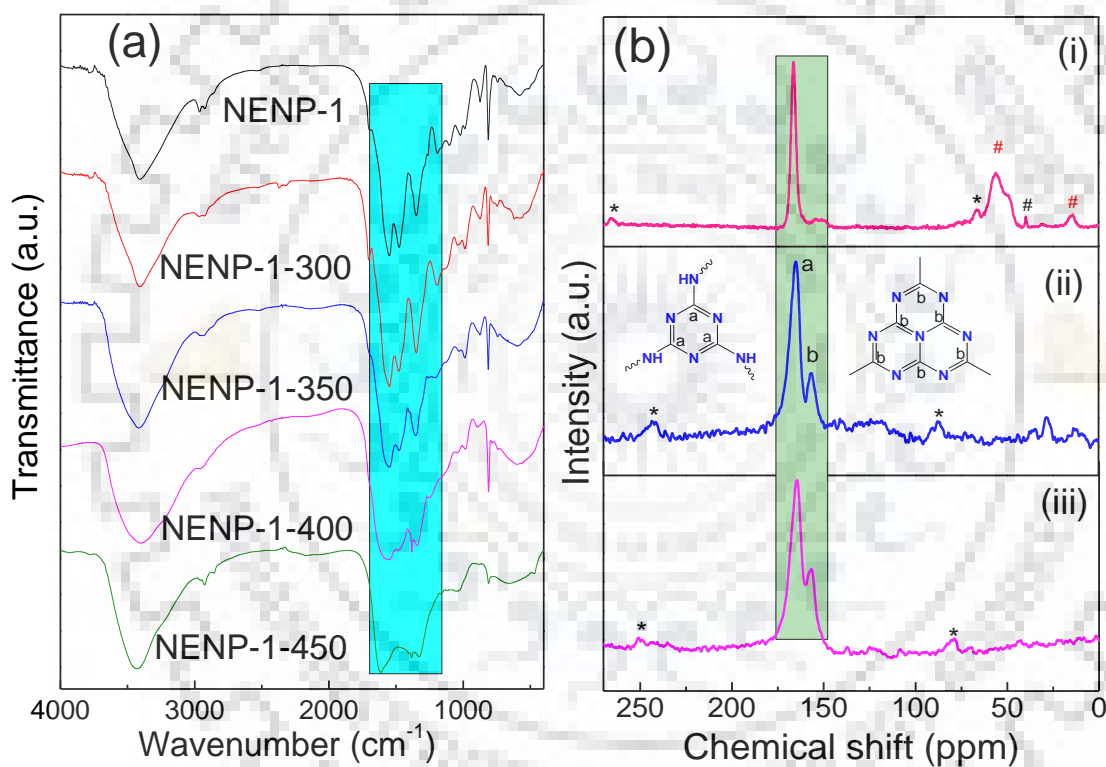 (a)
NENP-1
NENP-1-300
NENP-1-350
NENP-1-400
NENP-1-450
Transmittance (a.u.)
4000 3000 2000 1000
Wavenumber (cm⁻¹)
(b)
(i)
* * # # #
(ii)
a
b
HN
a
N N
a a
NH N NH
b
N N
b b
N N N
b b
N b N
* *
(iii)
* *
Intensity (a.u.)
250 200 150 100 50 0
Chemical shift (ppm)